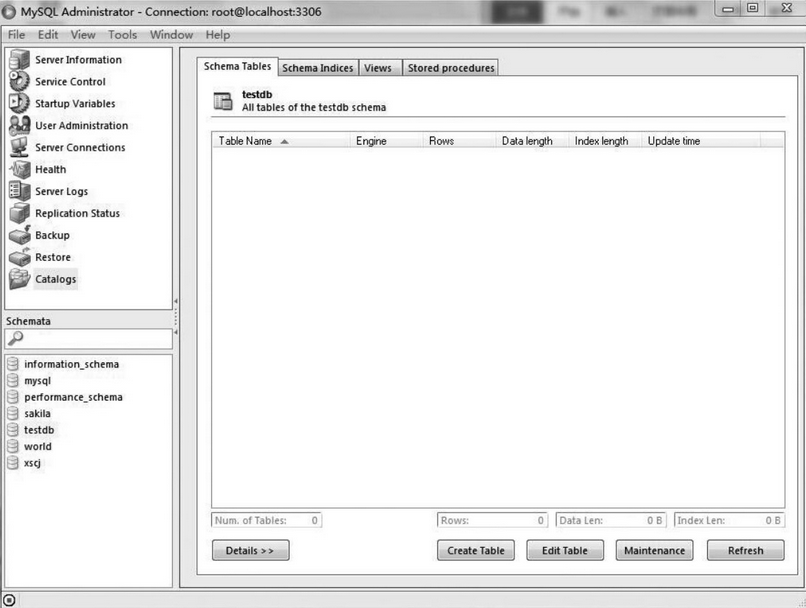 MySQL Administrator - Connection: root@localhost:3306
File Edit View Tools Window Help
Server Information
Service Control
Startup Variables
User Administration
Server Connections
Health
Server Logs
Replication Status
Backup
Restore
Catalogs
Schemata
information_schema
mysql
performance_schema
sakila
testdb
world
xscj
Schema Tables Schema Indices Views Stored procedures
testdb
All tables of the testdb schema
Table Name Engine Rows Data length Index length Update time
Num. of Tables: 0 Rows: 0 Data Len: 0 B Index Len: 0 B
Details >> Create Table Edit Table Maintenance Refresh